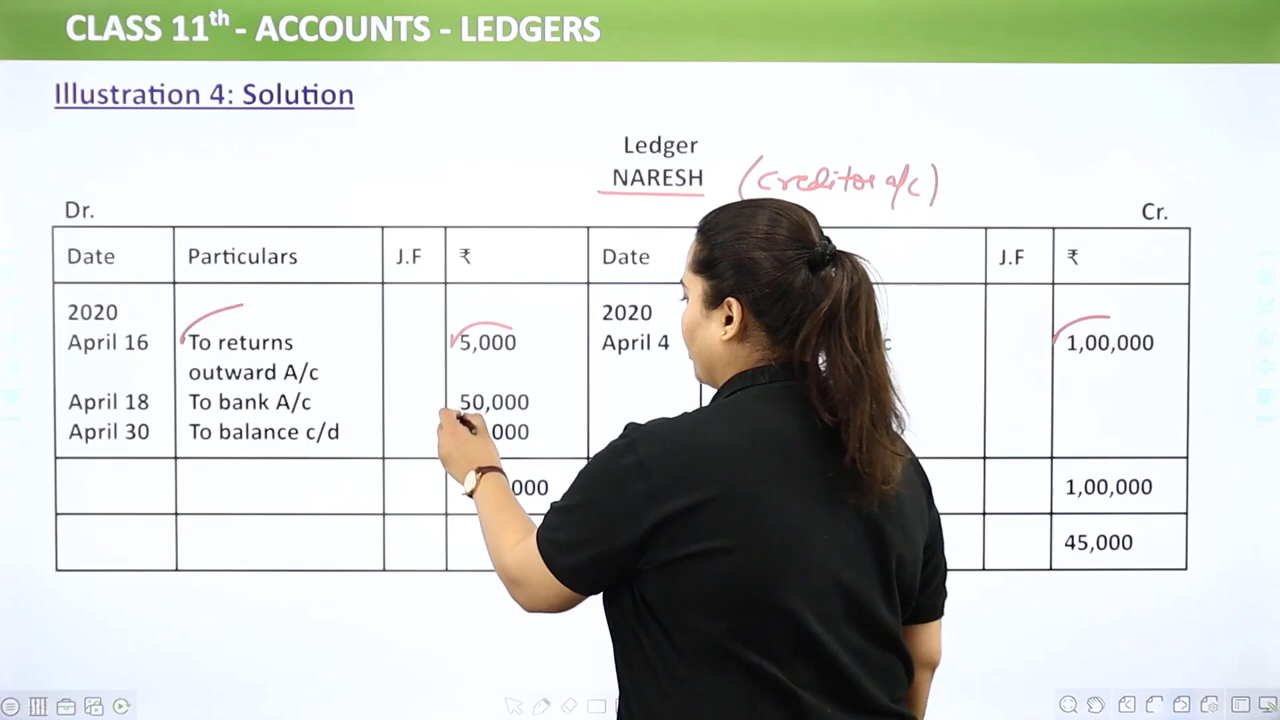 CLASS 11th - ACCOUNTS - LEDGERS
Illustration 4: Solution
Ledger
NARESH (creditor a/c)
Dr. Cr.
Date Particulars J.F ₹ Date J.F ₹
2020 2020
April 16 To returns 5,000 April 4 c 1,00,000
outward A/c
April 18 To bank A/c 50,000
April 30 To balance c/d ,000
,000 1,00,000
45,000